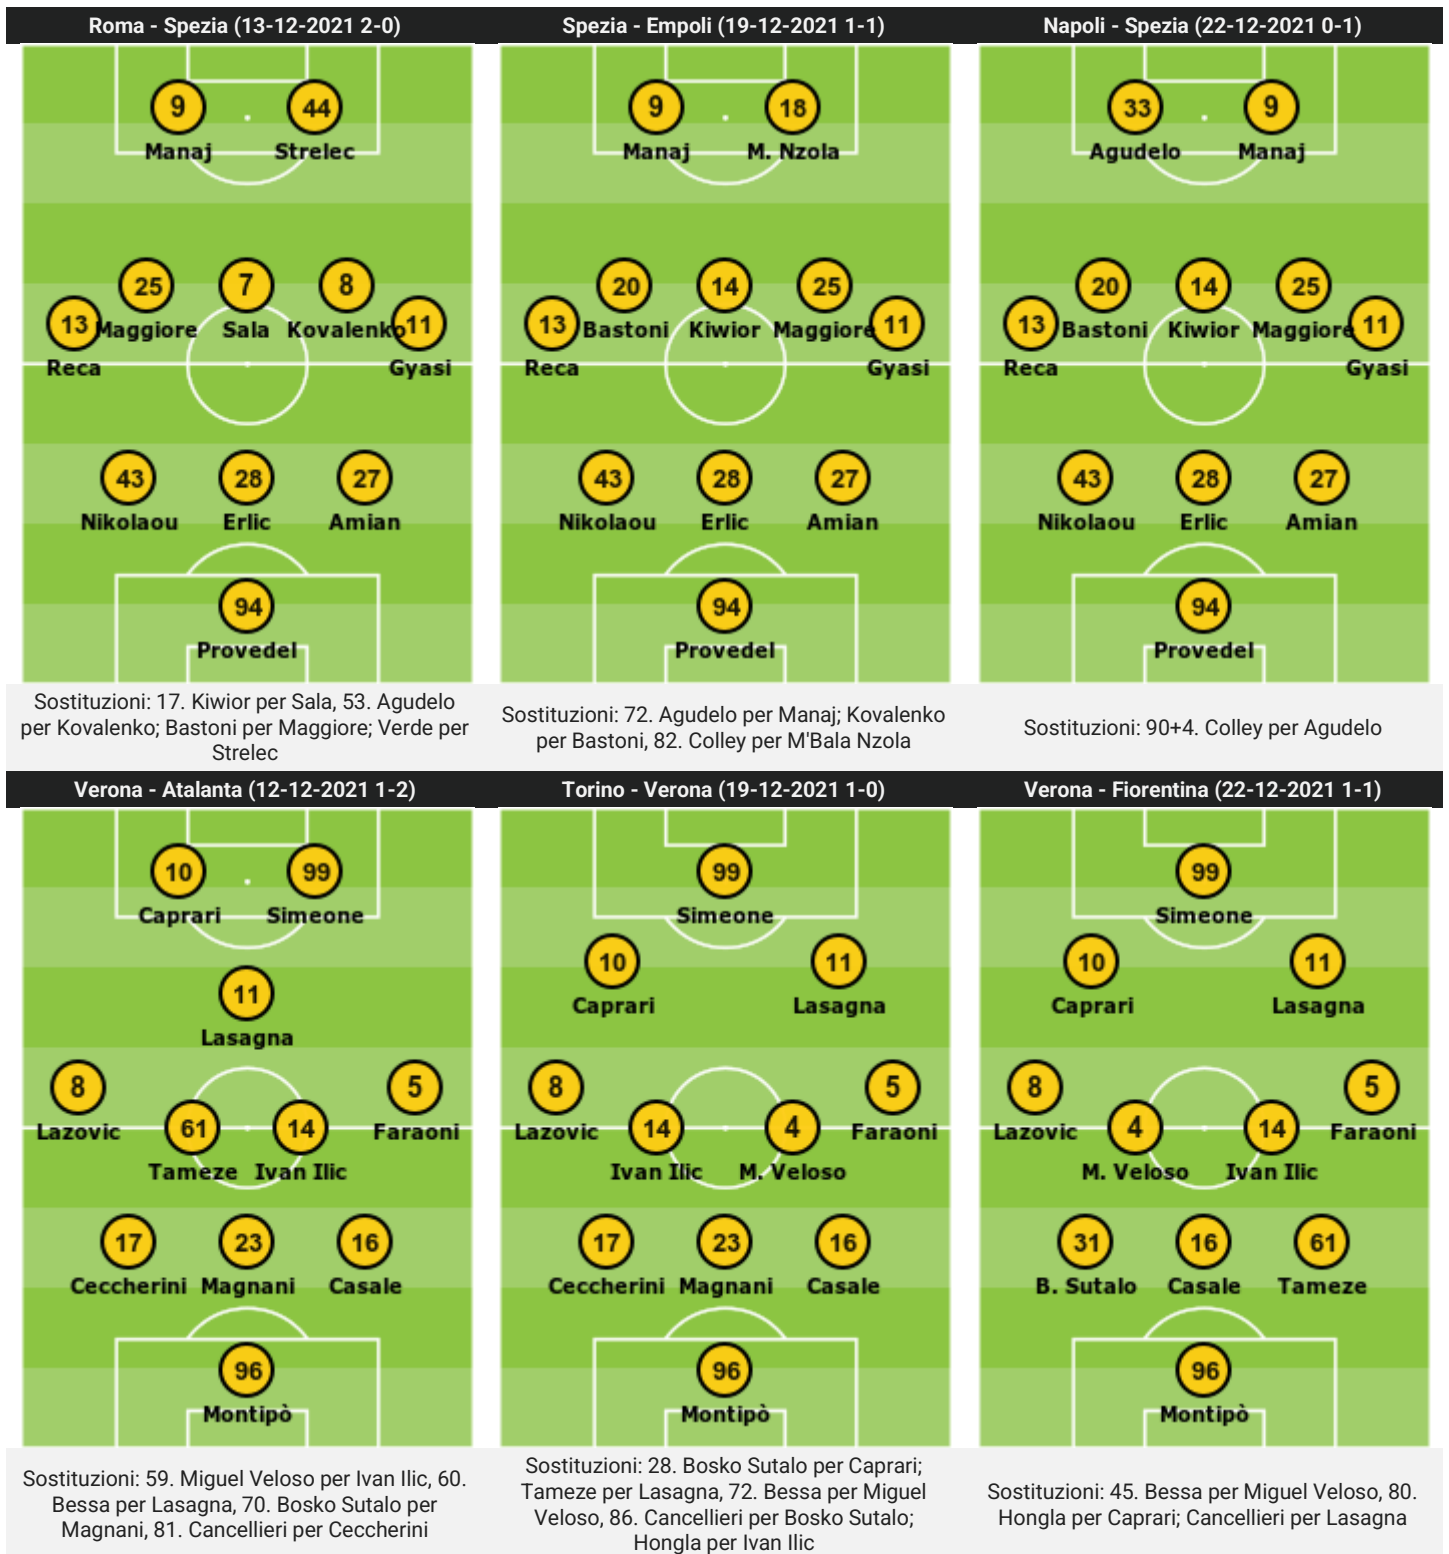 Roma - Spezia (13-12-2021 2-0)
9
44
Manaj
Strelec
25
7
8
13
11
Maggiore
Sala
Kovalenko
Reca
Gyasi
43
28
27
Nikolaou
Erlic
Amian
94
Provedel
Sostituzioni: 17. Kiwior per Sala, 53. Agudelo
per Kovalenko; Bastoni per Maggiore; Verde per
Strelec
Spezia - Empoli (19-12-2021 1-1)
9
18
Manaj
M. Nzola
20
14
25
13
11
Bastoni
Kiwior
Maggiore
Reca
Gyasi
43
28
27
Nikolaou
Erlic
Amian
94
Provedel
Sostituzioni: 72. Agudelo per Manaj; Kovalenko
per Bastoni, 82. Colley per M'Bala Nzola
Napoli - Spezia (22-12-2021 0-1)
33
9
Agudelo
Manaj
20
14
25
13
11
Bastoni
Kiwior
Maggiore
Reca
Gyasi
43
28
27
Nikolaou
Erlic
Amian
94
Provedel
Sostituzioni: 90+4. Colley per Agudelo
Verona - Atalanta (12-12-2021 1-2)
10
99
Caprari
Simeone
11
Lasagna
8
5
Lazovic
Faraoni
61
14
Tameze
Ivan Ilic
17
23
16
Ceccherini
Magnani
Casale
96
Montipò
Sostituzioni: 59. Miguel Veloso per Ivan Ilic, 60.
Bessa per Lasagna, 70. Bosko Sutalo per
Magnani, 81. Cancellieri per Ceccherini
Torino - Verona (19-12-2021 1-0)
99
Simeone
10
11
Caprari
Lasagna
8
5
Lazovic
Faraoni
14
4
Ivan Ilic
M. Veloso
17
23
16
Ceccherini
Magnani
Casale
96
Montipò
Sostituzioni: 28. Bosko Sutalo per Caprari;
Tameze per Lasagna, 72. Bessa per Miguel
Veloso, 86. Cancellieri per Bosko Sutalo;
Hongla per Ivan Ilic
Verona - Fiorentina (22-12-2021 1-1)
99
Simeone
10
11
Caprari
Lasagna
8
5
Lazovic
Faraoni
4
14
M. Veloso
Ivan Ilic
31
16
61
B. Sutalo
Casale
Tameze
96
Montipò
Sostituzioni: 45. Bessa per Miguel Veloso, 80.
Hongla per Caprari; Cancellieri per Lasagna